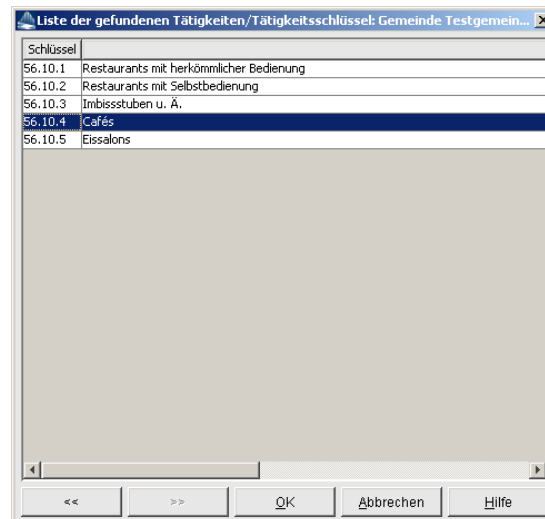 Liste der gefundenen Tätigkeiten/Tätigkeitsschlüssel: Gemeinde Testgemein...
Schlüssel
56.10.1 Restaurants mit herkömmlicher Bedienung
56.10.2 Restaurants mit Selbstbedienung
56.10.3 Imbissstuben u. Ä.
56.10.4 Cafés
56.10.5 Eissalons
<< >> OK Abbrechen Hilfe